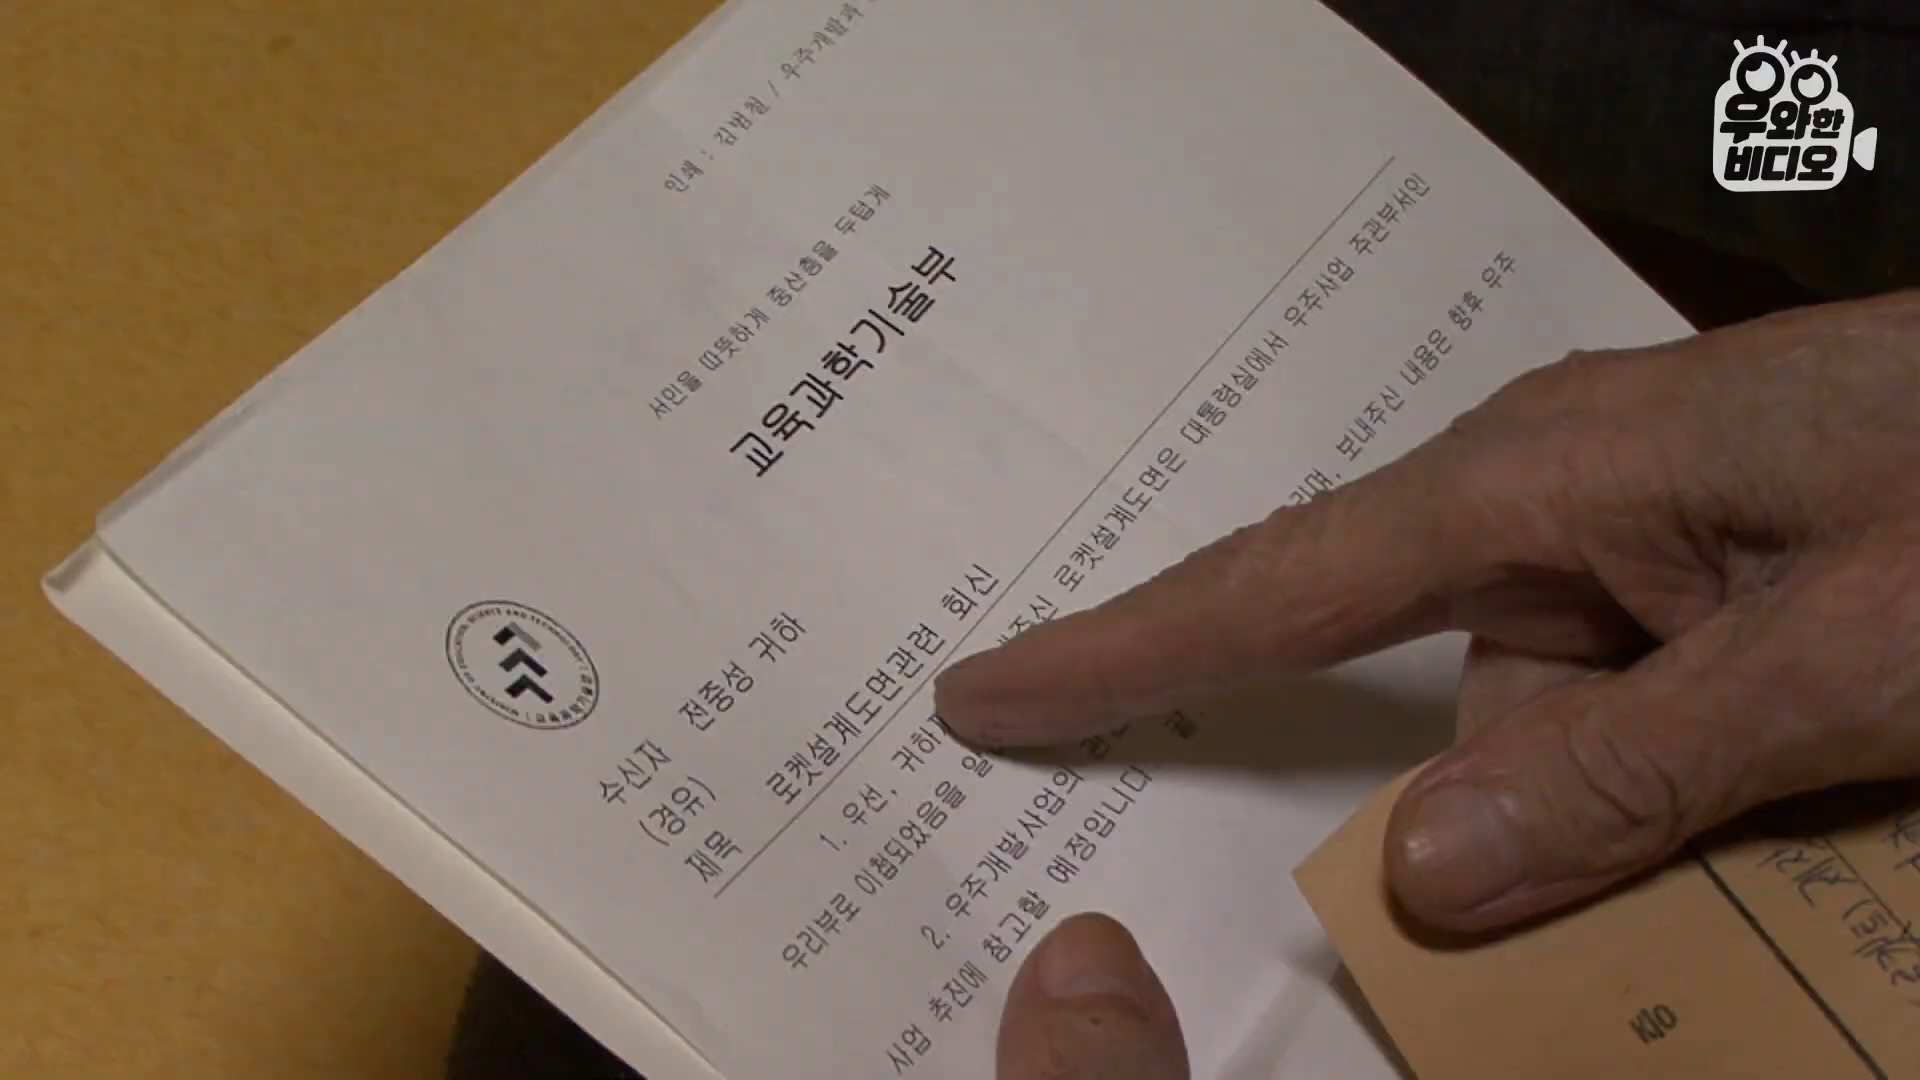 우와한
비디오
인쇄 : 김범철 / 우주개발과
서민을 따뜻하게 중산층을 두텁게
교육과학기술부
수신자 전중성 귀하
(경유)
제목 로켓설계도면관련 회신
1. 우선, 귀하께 로켓설계도면은 대통령실에서 우주사업 주관부서인
우리부로 이첩되었음을 보내주신 내용은 향후 우주
2. 우주개발사업의
사업 추진에 참고할 예정입니다. 끝.